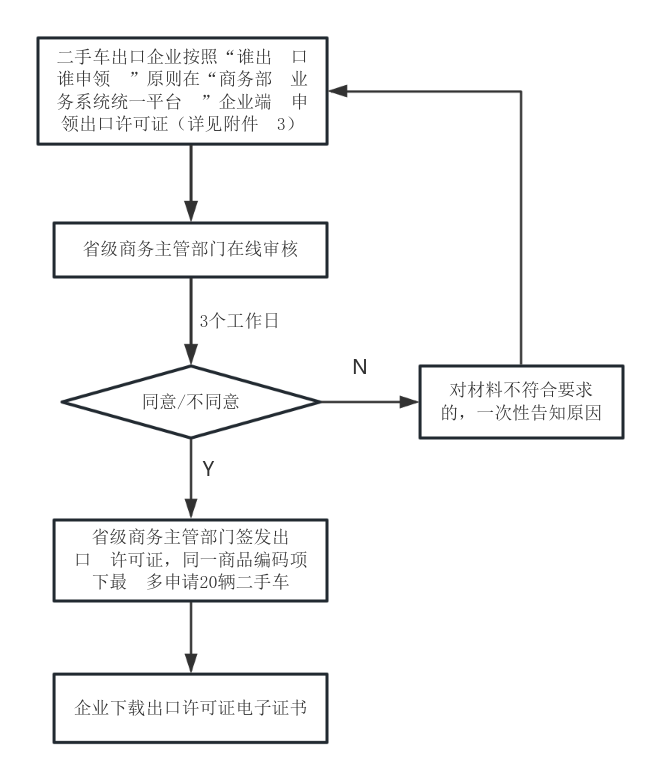 二手车出口企业按照“谁出　口
谁申领　”原则在“商务部　业
务系统统一平台　”企业端　申
领出口许可证（详见附件　3）
省级商务主管部门在线审核
3个工作日
同意/不同意
N
对材料不符合要求
的，一次性告知原因
Y
省级商务主管部门签发出
口　许可证，同一商品编码项
下最　多申请20辆二手车
企业下载出口许可证电子证书